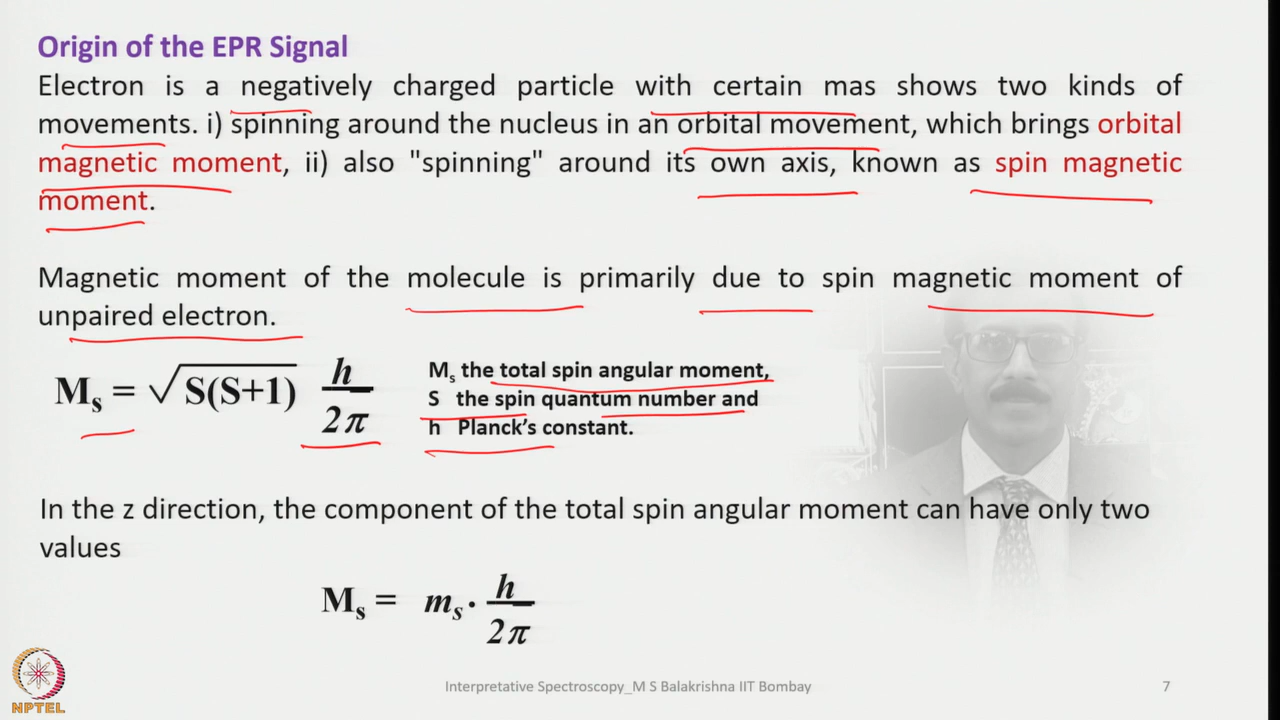 Origin of the EPR Signal
Electron is a negatively charged particle with certain mas shows two kinds of
movements. i) spinning around the nucleus in an orbital movement, which brings orbital
magnetic moment, ii) also "spinning" around its own axis, known as spin magnetic
moment.
Magnetic moment of the molecule is primarily due to spin magnetic moment of
unpaired electron.
Mₛ = √S(S+1) h/2π
Mₛ the total spin angular moment,
S the spin quantum number and
h Planck's constant.
In the z direction, the component of the total spin angular moment can have only two
values
Mₛ = mₛ · h/2π
NPTEL
Interpretative Spectroscopy_M S Balakrishna IIT Bombay
7